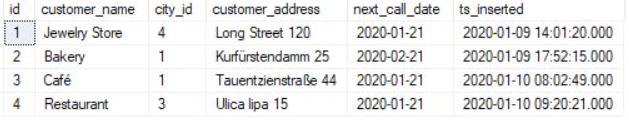 id customer_name city_id customer_address next_call_date ts_inserted
1 Jewelry Store 4 Long Street 120 2020-01-21 2020-01-09 14:01:20.000
2 Bakery 1 Kurfürstendamm 25 2020-02-21 2020-01-09 17:52:15.000
3 Café 1 Tauentzienstraße 44 2020-01-21 2020-01-10 08:02:49.000
4 Restaurant 3 Ulica lipa 15 2020-01-21 2020-01-10 09:20:21.000